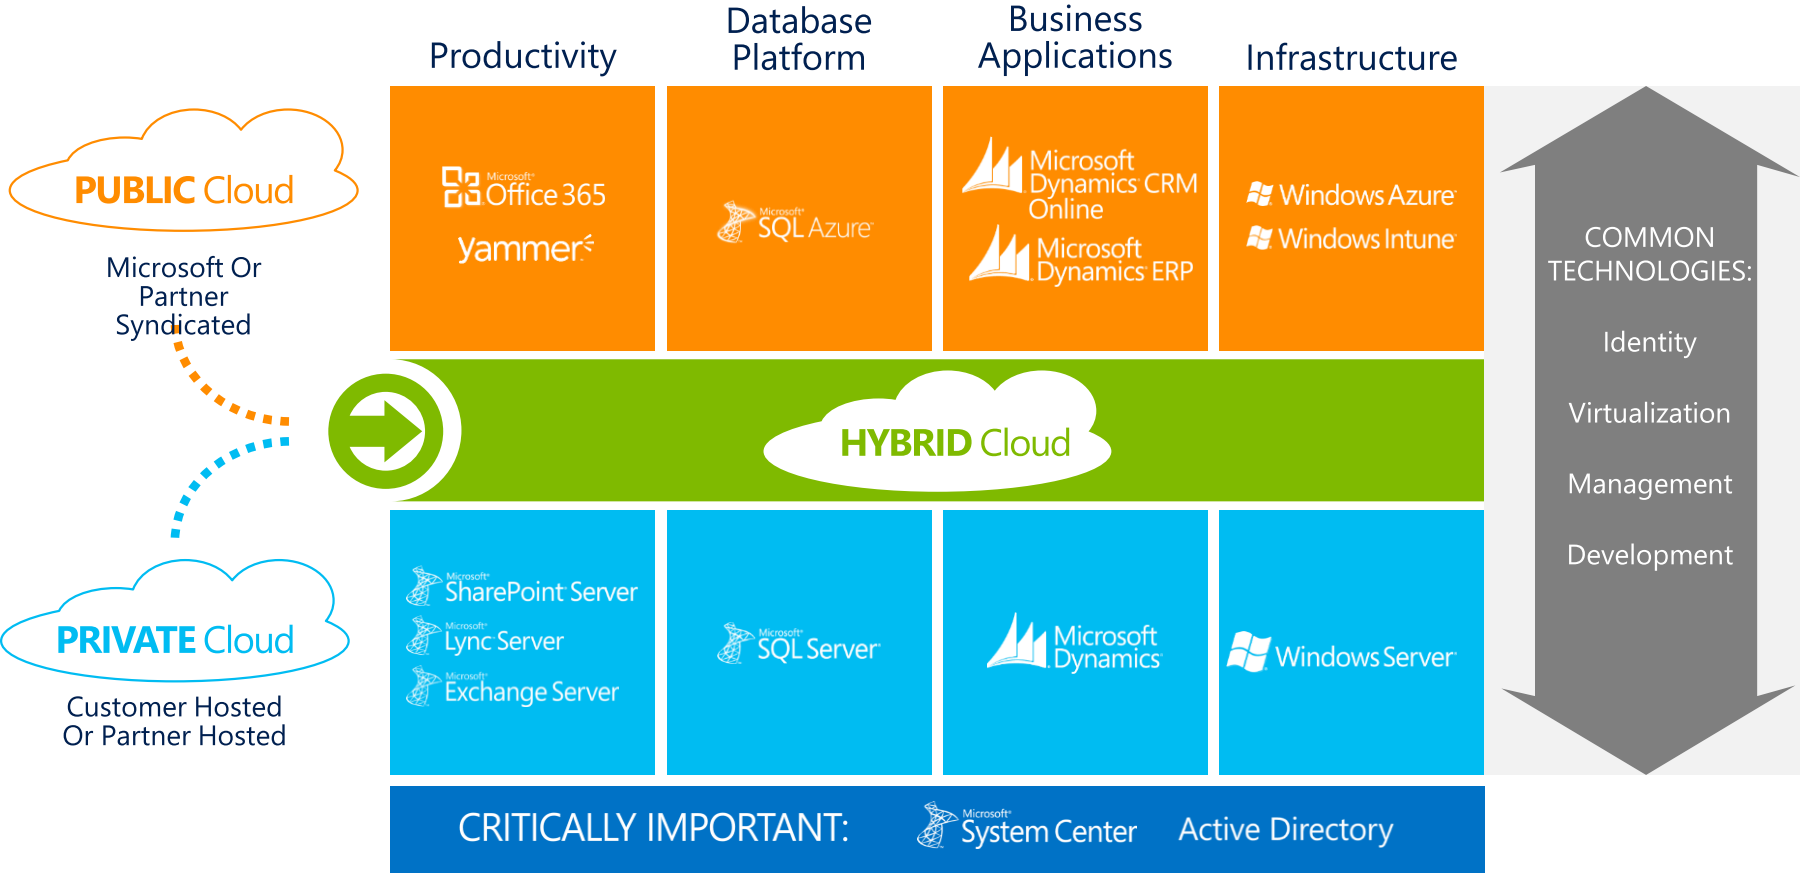 Productivity
Database
Platform
Business
Applications
Infrastructure
PUBLIC Cloud
Microsoft Or
Partner
Syndicated
Microsoft®
Office 365
yammer
Microsoft®
SQL Azure™
Microsoft
Dynamics CRM
Online
Microsoft
Dynamics ERP
Windows Azure™
Windows Intune™
HYBRID Cloud
PRIVATE Cloud
Customer Hosted
Or Partner Hosted
Microsoft®
SharePoint Server
Microsoft®
Lync Server
Microsoft®
Exchange Server
Microsoft®
SQL Server®
Microsoft
Dynamics®
Windows Server®
COMMON
TECHNOLOGIES:
Identity
Virtualization
Management
Development
CRITICALLY IMPORTANT:
Microsoft®
System Center
Active Directory